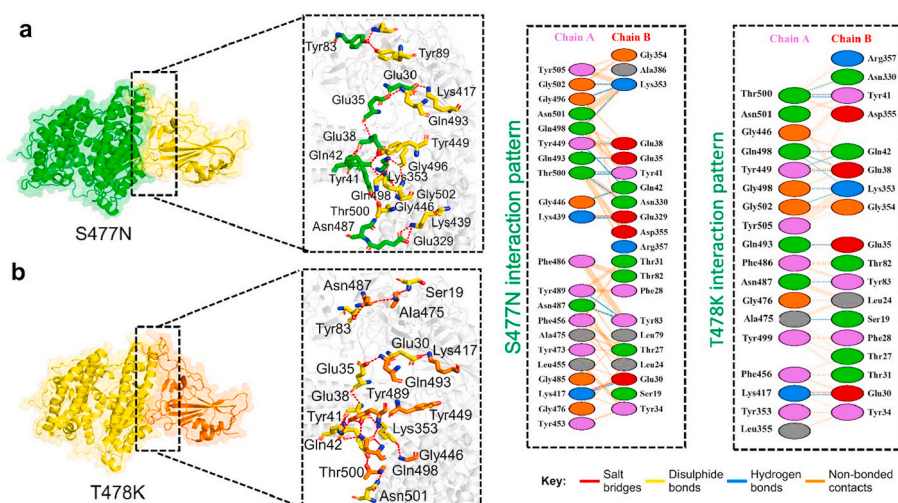 a
S477N
Tyr83
Tyr89
Glu30
Glu35
Lys417
Gln493
Glu38
Tyr449
Gln42
Gly496
Tyr41
Lys353
Gln498
Gly502
Gly446
Thr500
Lys439
Asn487
Glu329
b
T478K
Asn487
Ser19
Tyr83
Ala475
Glu30
Lys417
Glu35
Gln493
Tyr489
Glu38
Tyr449
Tyr41
Lys353
Gln42
Gly446
Gln498
Thr500
Asn501
S477N interaction pattern
Chain A Chain B
Gly354
Tyr505 Ala386
Gly502 Lys353
Gly496
Asn501
Gln498
Tyr449 Glu38
Gln493 Glu35
Thr500 Tyr41
Gln42
Gly446 Asn330
Lys439 Glu329
Asp355
Arg357
Phe486 Thr31
Thr82
Tyr489 Phe28
Asn487
Phe456 Tyr83
Ala475 Leu79
Tyr473 Thr27
Leu455 Leu24
Gly485 Glu30
Lys417 Ser19
Gly476 Tyr34
Tyr453
T478K interaction pattern
Chain A Chain B
Arg357
Asn330
Thr500 Tyr41
Asn501 Asp355
Gly446
Gln498 Gln42
Tyr449 Glu38
Gly498 Lys353
Gly502 Gly354
Tyr505
Gln493 Glu35
Phe486 Thr82
Asn487 Tyr83
Gly476 Leu24
Ala475 Ser19
Tyr499 Phe28
Thr27
Phe456 Thr31
Lys417 Glu30
Tyr353 Tyr34
Leu355
Key: Salt bridges
Disulphide bonds
Hydrogen bonds
Non-bonded contacts